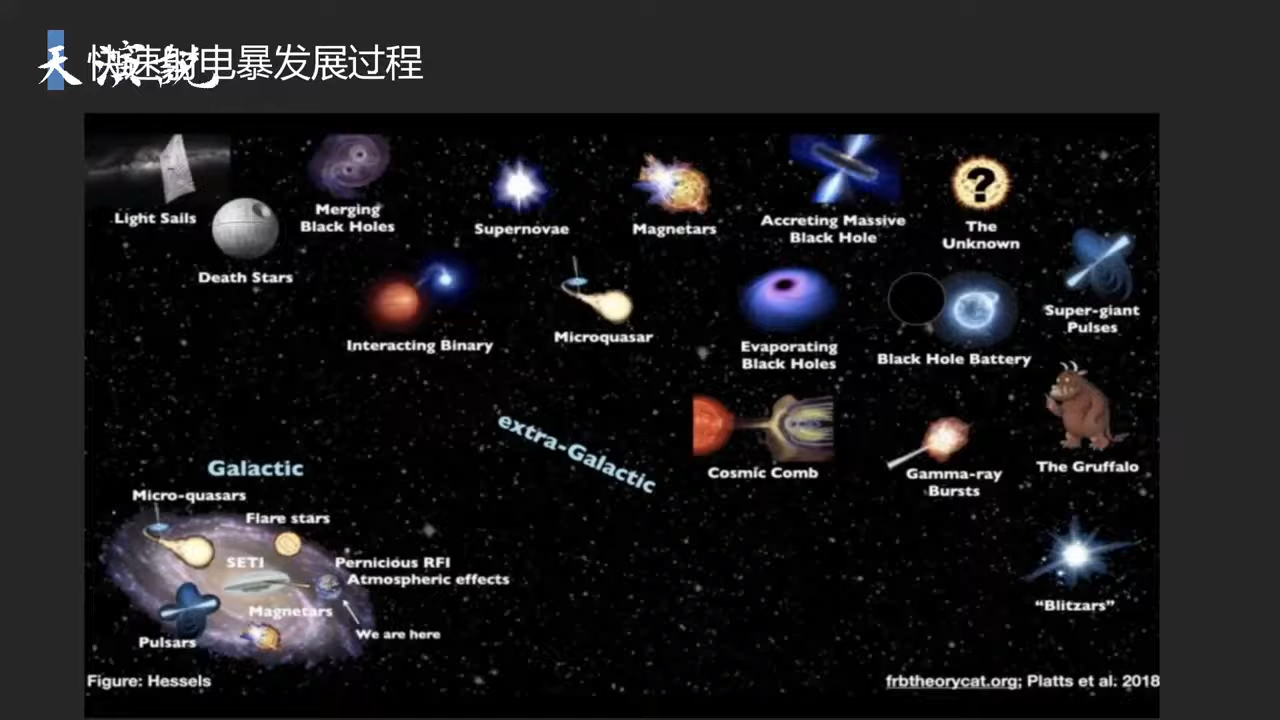 快速射电暴发展过程
天演说
Light Sails
Merging
Black Holes
Supernovae
Magnetars
Accreting Massive
Black Hole
The
Unknown
Death Stars
Interacting Binary
Microquasar
Evaporating
Black Holes
Black Hole Battery
Super-giant
Pulses
extra-Galactic
Cosmic Comb
Gamma-ray
Bursts
The Gruffalo
Galactic
Micro-quasars
Flare stars
SETI
Pernicious RFI
Atmospheric effects
Magnetars
We are here
Pulsars
"Blitzars"
Figure: Hessels
frbtheorycat.org; Platts et al. 2018